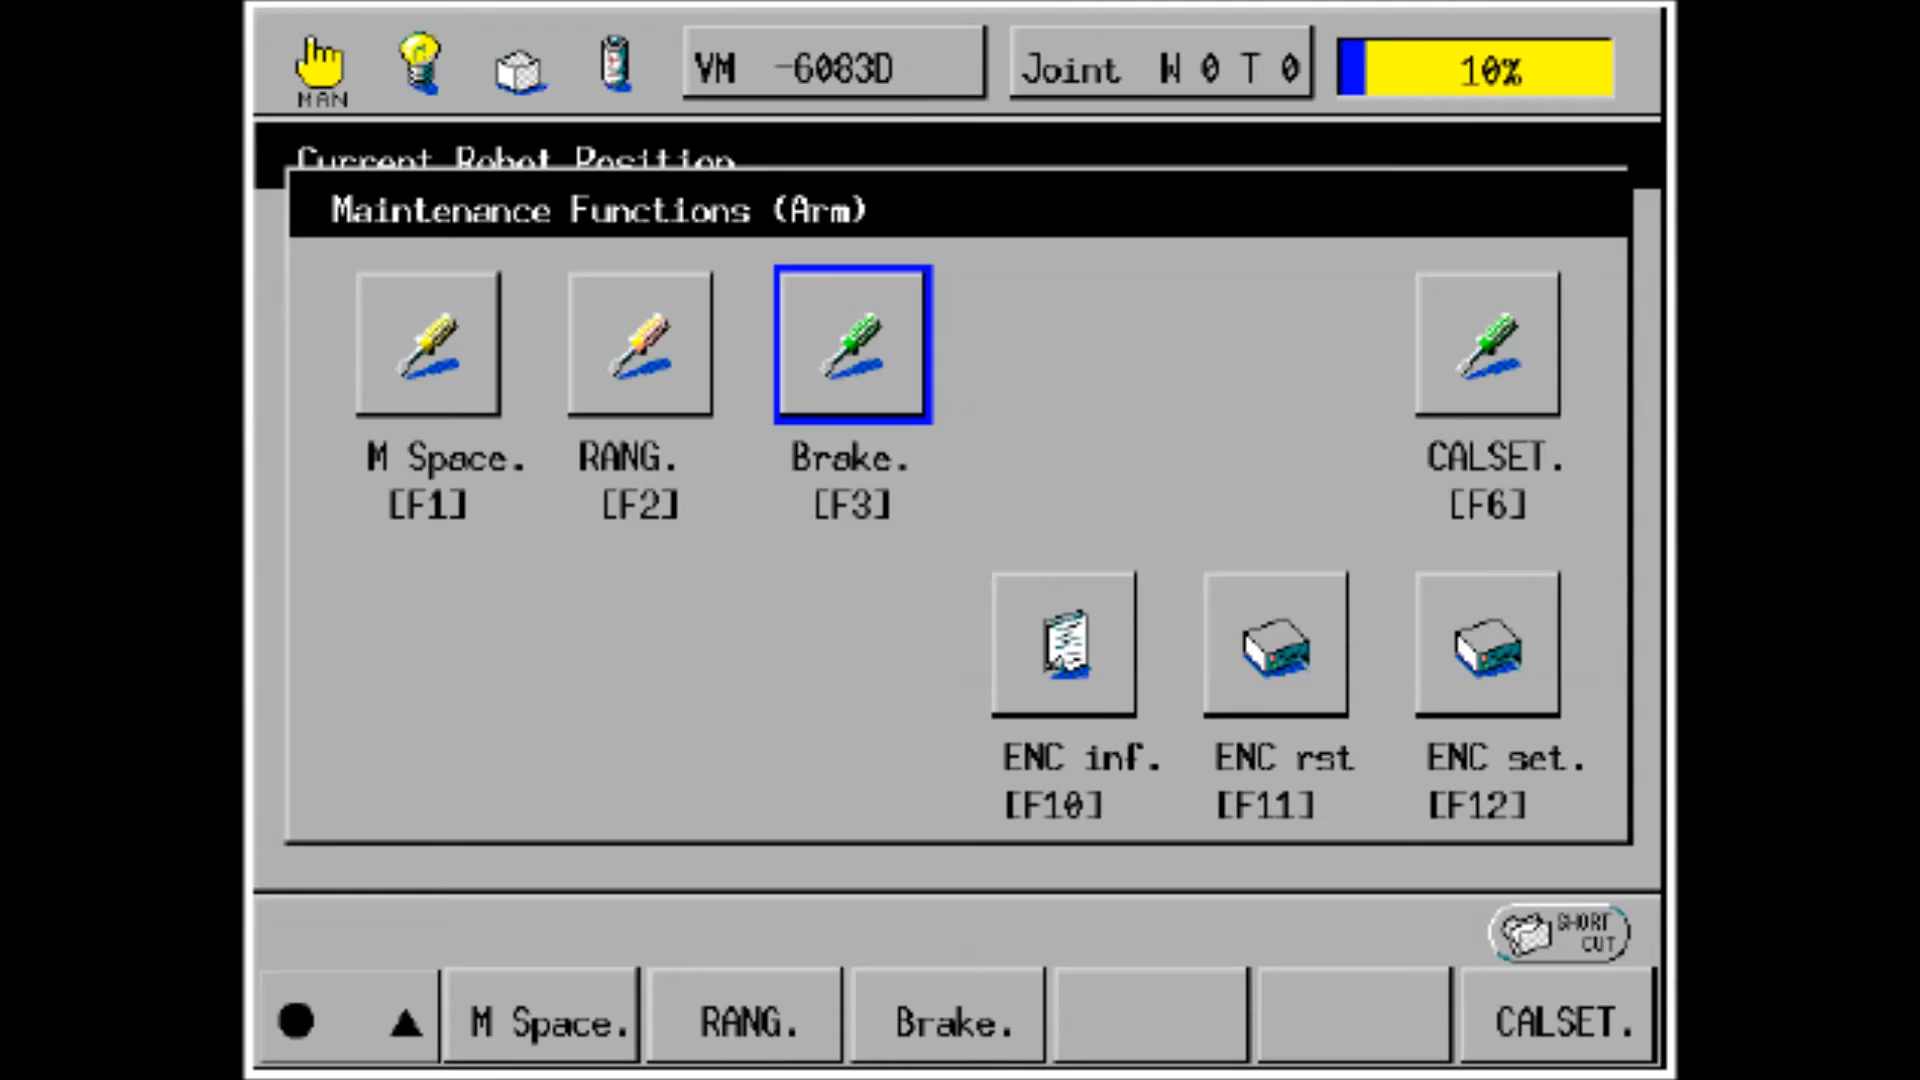 MAN
VM -6083D
Joint W 0 T 0
10%
Current Robot Position
Maintenance Functions (Arm)
M Space. RANG. Brake. CALSET.
[F1] [F2] [F3] [F6]
ENC inf. ENC rst ENC set.
[F10] [F11] [F12]
SHORT
CUT
M Space. RANG. Brake. CALSET.